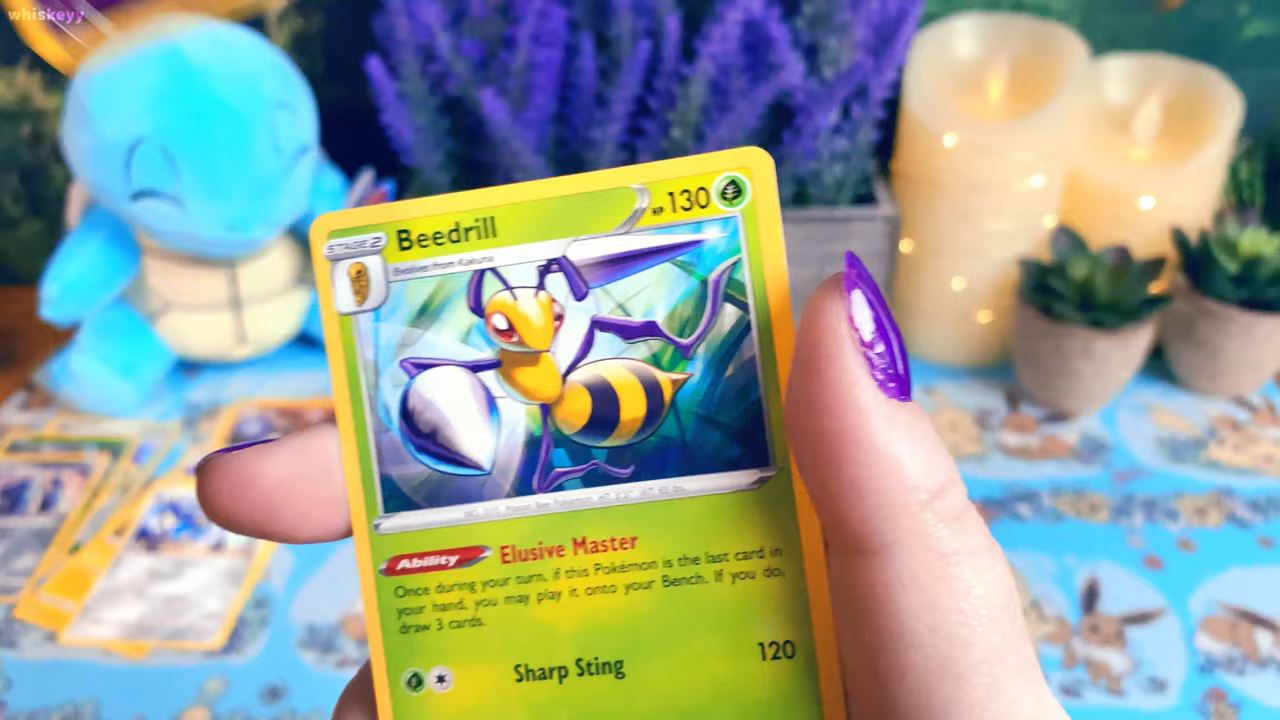 whiskeyy
STAGE 2
Beedrill
HP 130
Evolves from Kakuna
Ability
Elusive Master
Once during your turn, if this Pokémon is the last card in
your hand, you may play it onto your Bench. If you do,
draw 3 cards.
Sharp Sting
120